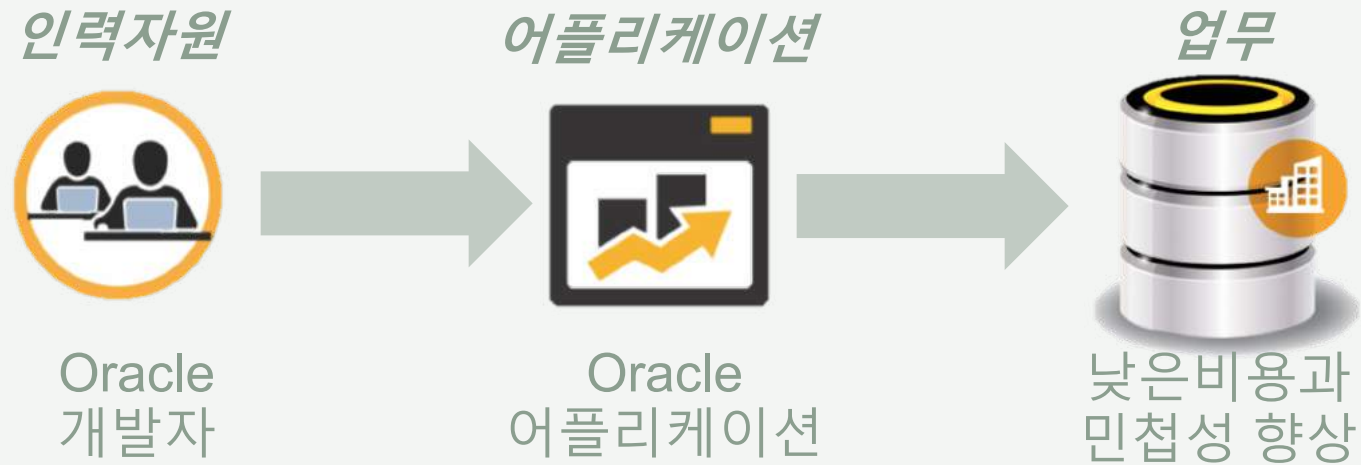 인력자원
어플리케이션
업무
Oracle
개발자
Oracle
어플리케이션
낮은비용과
민첩성 향상